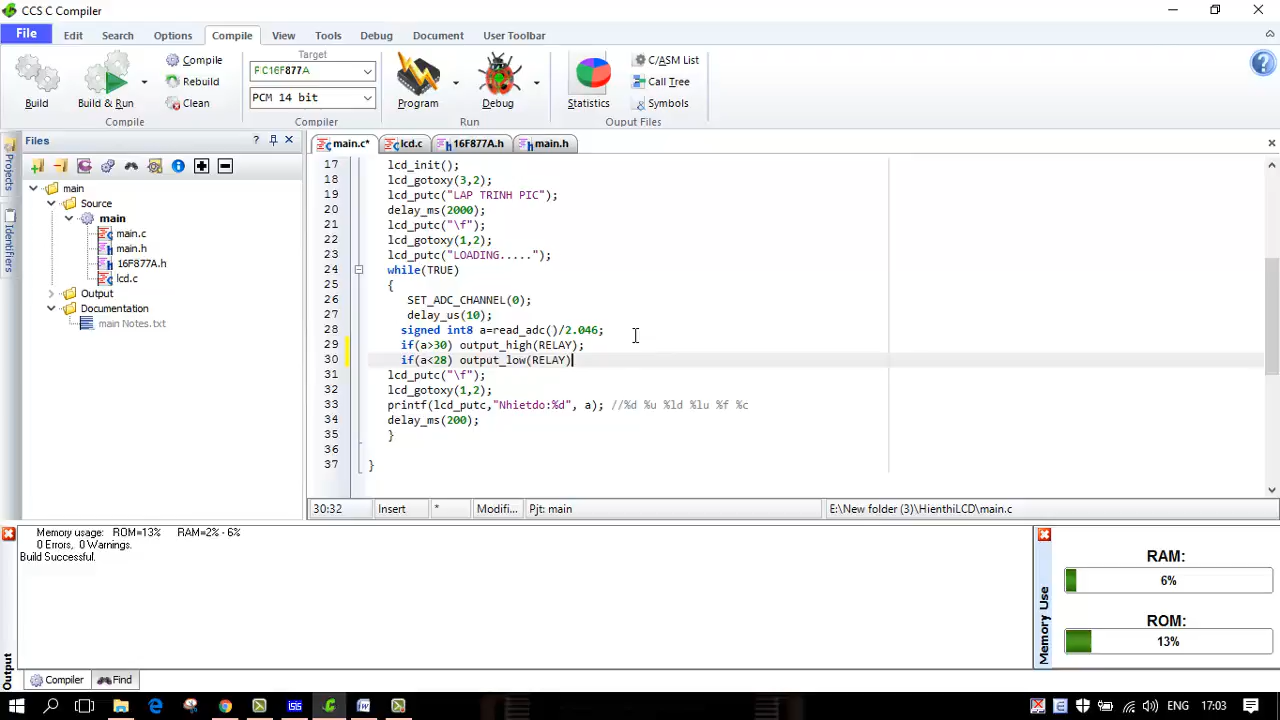 CCS C Compiler
File Edit Search Options Compile View Tools Debug Document User Toolbar
Target
Compile
PIC16F877A
C/ASM List
Rebuild
Call Tree
PCM 14 bit
Build Build & Run Clean Program Debug Statistics Symbols
Compile Compiler Run Ouput Files
Files
main.c* lcd.c 16F877A.h main.h
Projects
Identifiers
main
Source
main
main.c
main.h
16F877A.h
lcd.c
Output
Documentation
main Notes.txt
17 lcd_init();
18 lcd_gotoxy(3,2);
19 lcd_putc("LAP TRINH PIC");
20 delay_ms(2000);
21 lcd_putc("\f");
22 lcd_gotoxy(1,2);
23 lcd_putc("LOADING.....");
24 while(TRUE)
25 {
26 SET_ADC_CHANNEL(0);
27 delay_us(10);
28 signed int8 a=read_adc()/2.046;
29 if(a>30) output_high(RELAY);
30 if(a<28) output_low(RELAY)
31 lcd_putc("\f");
32 lcd_gotoxy(1,2);
33 printf(lcd_putc,"Nhietdo:%d", a); //%d %u %ld %lu %f %c
34 delay_ms(200);
35 }
36
37 }
30:32 Insert * Modifi... Pjt: main E:\New folder (3)\HienthiLCD\main.c
Memory usage: ROM=13% RAM=2% - 6%
0 Errors, 0 Warnings.
Build Successful.
Output
Memory Use
RAM:
6%
ROM:
13%
Compiler Find
ENG 17:03